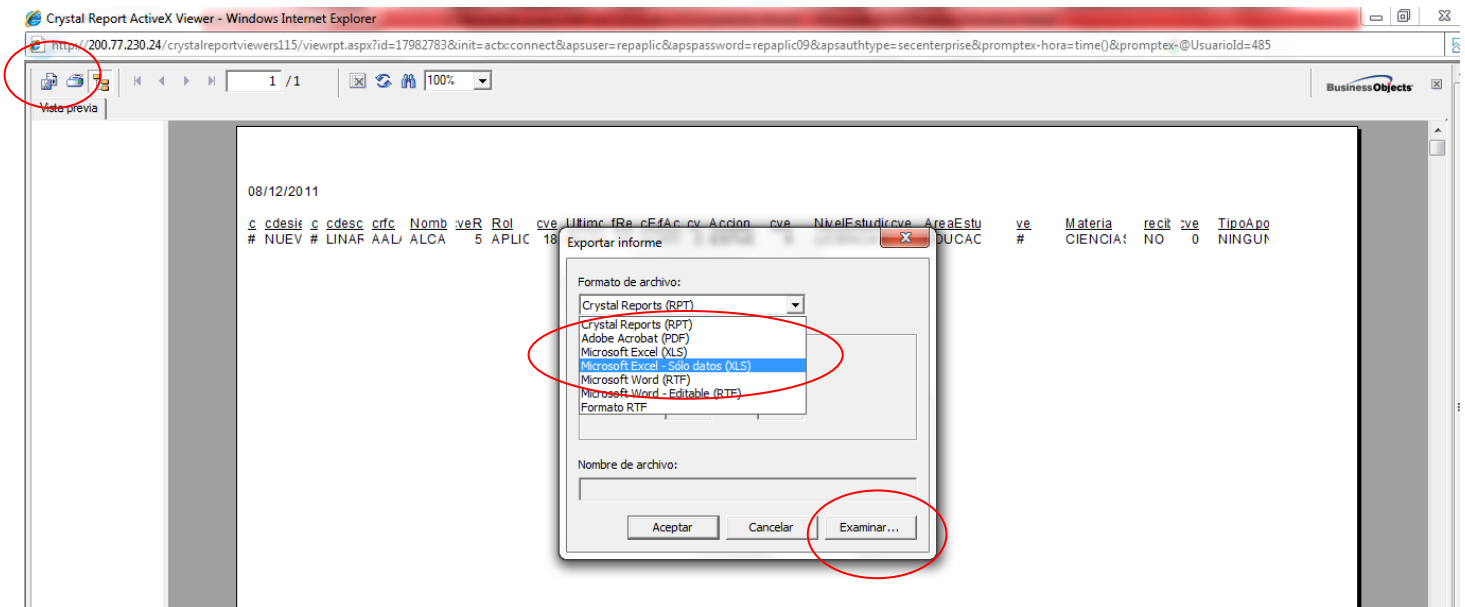 Crystal Report ActiveX Viewer - Windows Internet Explorer
http://200.77.230.24/crystalreportviewers115/viewrpt.aspx?id=17982783&init=actx:connect&apsuser=repaplic&apspassword=repaplic09&apsauthtype=secenterprise&promptex-hora=time()&promptex-@UsuarioId=485
1 /1 100%
BusinessObjects
Vista previa
08/12/2011
c cdesie c cdesc crfc Nomb :veR Rol cve Ultimc fRe cEfAc cv Accion cve NivelEstudic cve AreaEstu ve Materia recit :ve TipoApo
# NUEV # LINAR AAL ALCA 5 APLIC 18 DUCAC # CIENCIAS NO 0 NINGUN
Exportar informe
Formato de archivo:
Crystal Reports (RPT)
Crystal Reports (RPT)
Adobe Acrobat (PDF)
Microsoft Excel (XLS)
Microsoft Excel - Sólo datos (XLS)
Microsoft Word (RTF)
Microsoft Word - Editable (RTF)
Formato RTF
Nombre de archivo:
Aceptar Cancelar Examinar...